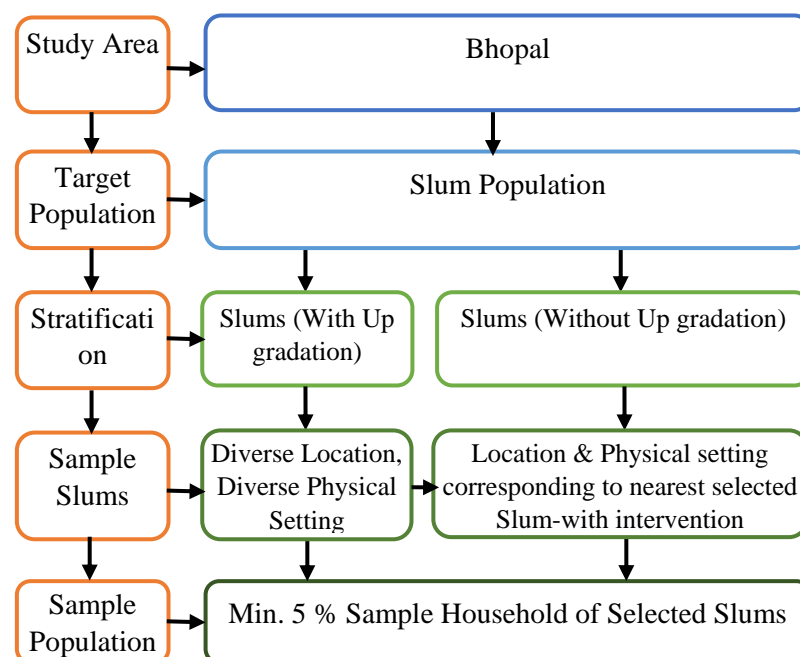 Study Area
Bhopal
Target
Population
Slum Population
Stratificati
on
Slums (With Up
gradation)
Slums (Without Up gradation)
Sample
Slums
Diverse Location,
Diverse Physical
Setting
Location & Physical setting
corresponding to nearest selected
Slum-with intervention
Sample
Population
Min. 5 % Sample Household of Selected Slums